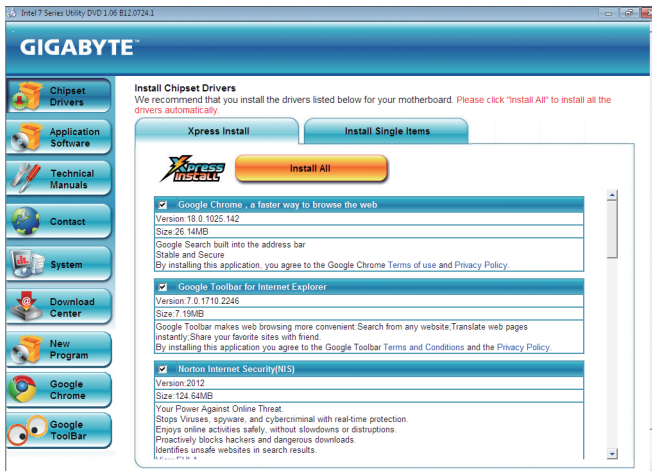 Intel 7 Series Utility DVD 1.06 B12.0724.1
GIGABYTE™
Chipset
Drivers
Application
Software
Technical
Manuals
Contact
System
Download
Center
New
Program
Google
Chrome
Google
ToolBar
Install Chipset Drivers
We recommend that you install the drivers listed below for your motherboard. Please click "Install All" to install all the
drivers automatically.
Xpress Install
Install Single Items
Xpress
Install
Install All
Google Chrome , a faster way to browse the web
Version:18.0.1025.142
Size:26.14MB
Google Search built into the address bar
Stable and Secure
By installing this application, you agree to the Google Chrome Terms of use and Privacy Policy.
Google Toolbar for Internet Explorer
Version:7.0.1710.2246
Size:7.19MB
Google Toolbar makes web browsing more convenient:Search from any website;Translate web pages
instantly;Share your favorite sites with friend.
By installing this application you agree to the Google Toolbar Terms and Conditions and the Privacy Policy.
Norton Internet Security(NIS)
Version:2012
Size:124.64MB
Your Power Against Online Threat.
Stops Viruses, spyware, and cybercriminal with real-time protection.
Enjoys online activities safely, without slowdowns or distruptions.
Proactively blocks hackers and dangerous downloads.
Identifies unsafe websites in search results.
View EULA